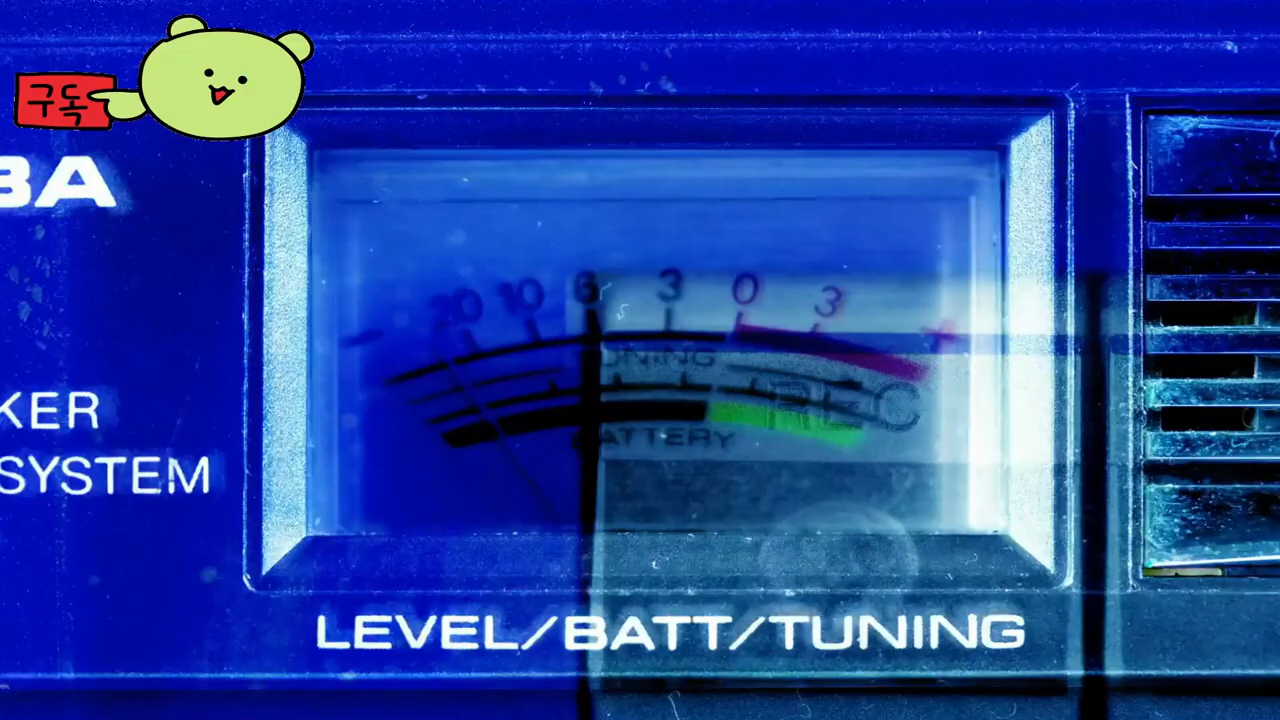 구독
BA
KER
SYSTEM
20 10 6 3 0 3 +
TUNING
REC
BATTERY
LEVEL/BATT/TUNING